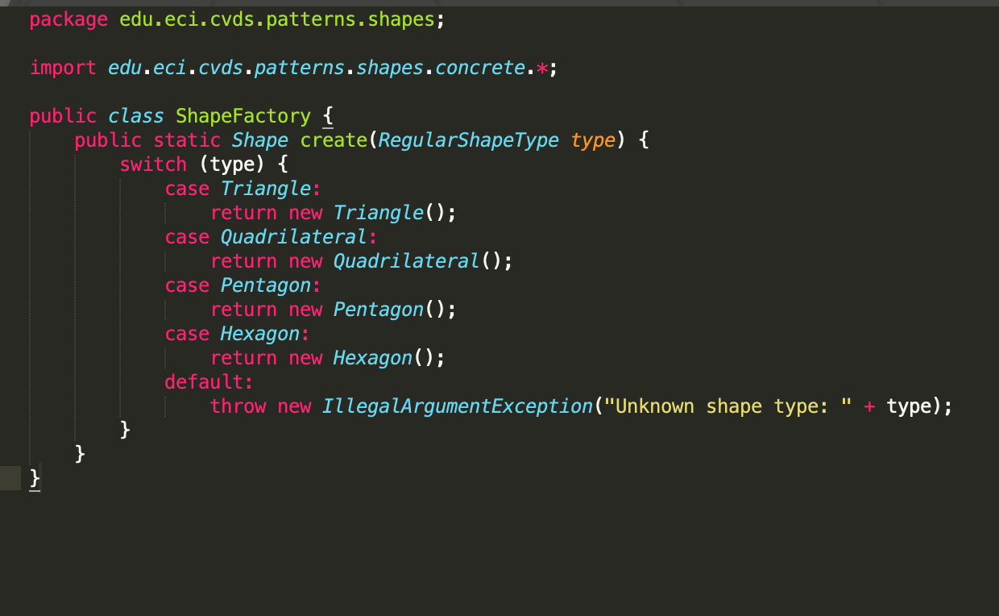 package edu.eci.cvds.patterns.shapes;
import edu.eci.cvds.patterns.shapes.concrete.*;
public class ShapeFactory {
    public static Shape create(RegularShapeType type) {
        switch (type) {
            case Triangle:
                return new Triangle();
            case Quadrilateral:
                return new Quadrilateral();
            case Pentagon:
                return new Pentagon();
            case Hexagon:
                return new Hexagon();
            default:
                throw new IllegalArgumentException("Unknown shape type: " + type);
        }
    }
}